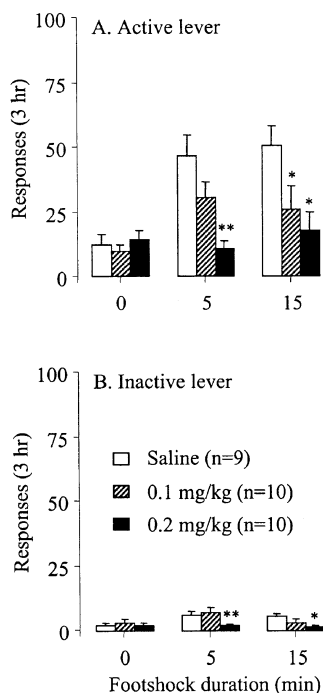 A. Active lever
Responses (3 hr)
100
75
50
25
0
**
*
*
0
5
15
B. Inactive lever
Responses (3 hr)
100
75
50
25
0
Saline (n=9)
0.1 mg/kg (n=10)
0.2 mg/kg (n=10)
**
*
0
5
15
Footshock duration (min)